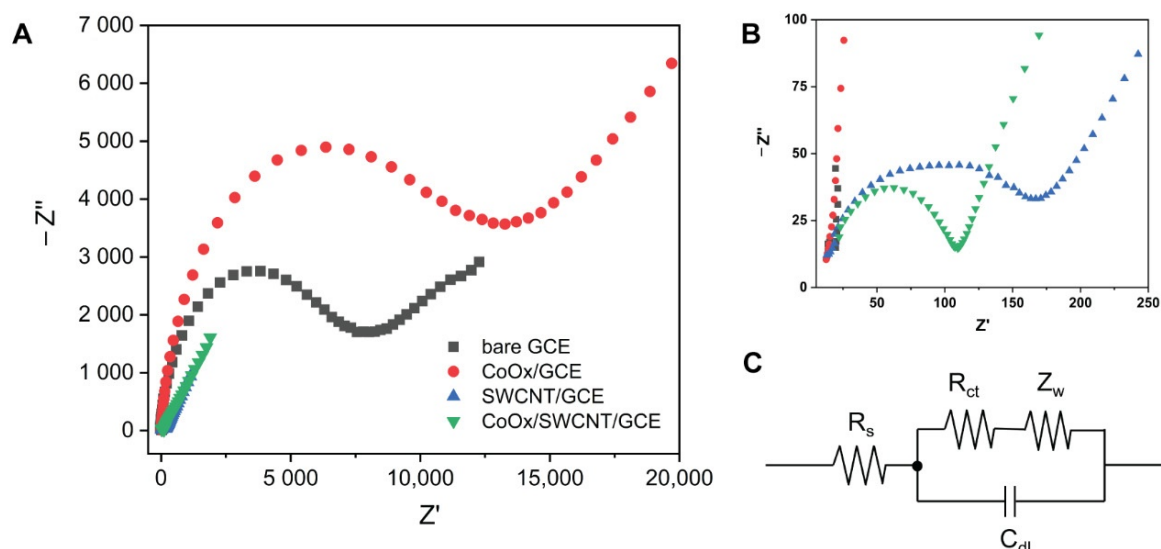 A
7 000
6 000
5 000
4 000
3 000
2 000
1 000
0
– Z''
0
5 000
10,000
15,000
20,000
Z'
bare GCE
CoOx/GCE
SWCNT/GCE
CoOx/SWCNT/GCE
B
100
75
50
25
0
– Z''
50
100
150
200
250
Z'
C
Rs
Rct
Zw
Cdl